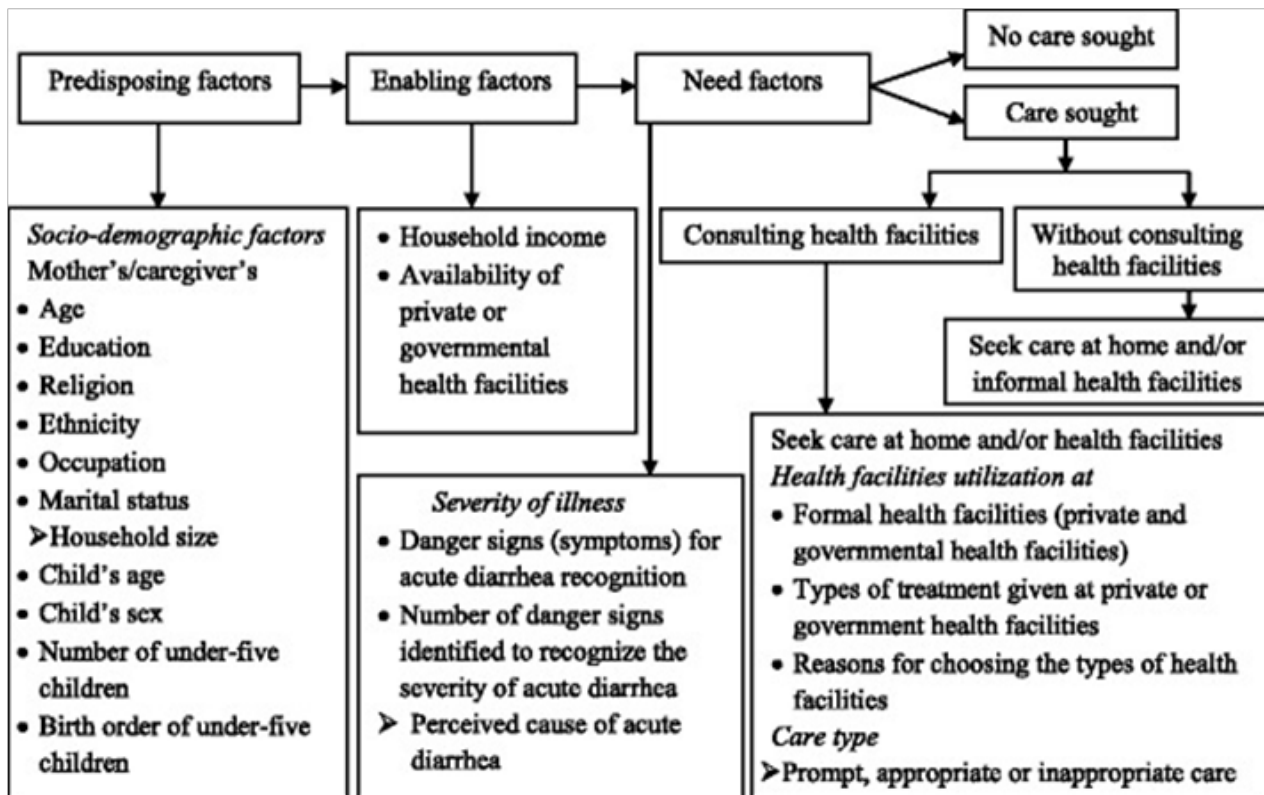 Predisposing factors
Enabling factors
Need factors
No care sought
Care sought
Socio-demographic factors
Mother's/caregiver's
• Age
• Education
• Religion
• Ethnicity
• Occupation
• Marital status
➢Household size
• Child's age
• Child's sex
• Number of under-five
children
• Birth order of under-five
children
• Household income
• Availability of
private or
governmental
health facilities
Severity of illness
• Danger signs (symptoms) for
acute diarrhea recognition
• Number of danger signs
identified to recognize the
severity of acute diarrhea
➢ Perceived cause of acute
diarrhea
Consulting health facilities
Without consulting
health facilities
Seek care at home and/or
informal health facilities
Seek care at home and/or health facilities
Health facilities utilization at
• Formal health facilities (private and
governmental health facilities)
• Types of treatment given at private or
government health facilities
• Reasons for choosing the types of health
facilities
Care type
➢Prompt, appropriate or inappropriate care